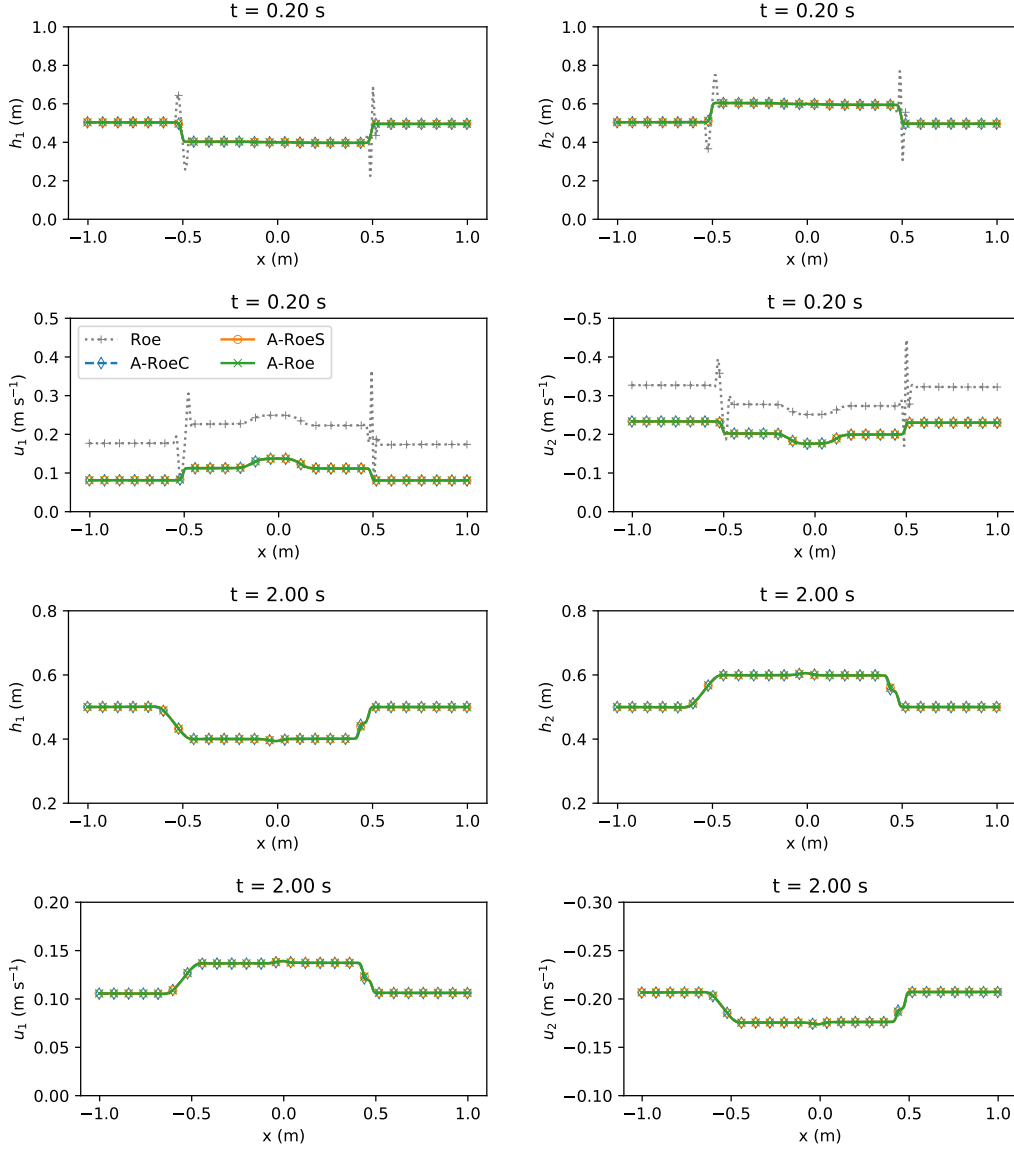 t = 0.20 s
1.0
0.8
0.6
0.4
0.2
0.0
h₁ (m)
−1.0 −0.5 0.0 0.5 1.0
x (m)
t = 0.20 s
1.0
0.8
0.6
0.4
0.2
0.0
h₂ (m)
−1.0 −0.5 0.0 0.5 1.0
x (m)
t = 0.20 s
0.5
0.4
0.3
0.2
0.1
0.0
u₁ (m s⁻¹)
Roe
A-RoeC
A-RoeS
A-Roe
−1.0 −0.5 0.0 0.5 1.0
x (m)
t = 0.20 s
−0.5
−0.4
−0.3
−0.2
−0.1
0.0
u₂ (m s⁻¹)
−1.0 −0.5 0.0 0.5 1.0
x (m)
t = 2.00 s
0.8
0.6
0.4
0.2
h₁ (m)
−1.0 −0.5 0.0 0.5 1.0
x (m)
t = 2.00 s
0.8
0.6
0.4
0.2
h₂ (m)
−1.0 −0.5 0.0 0.5 1.0
x (m)
t = 2.00 s
0.20
0.15
0.10
0.05
0.00
u₁ (m s⁻¹)
−1.0 −0.5 0.0 0.5 1.0
x (m)
t = 2.00 s
−0.30
−0.25
−0.20
−0.15
−0.10
u₂ (m s⁻¹)
−1.0 −0.5 0.0 0.5 1.0
x (m)